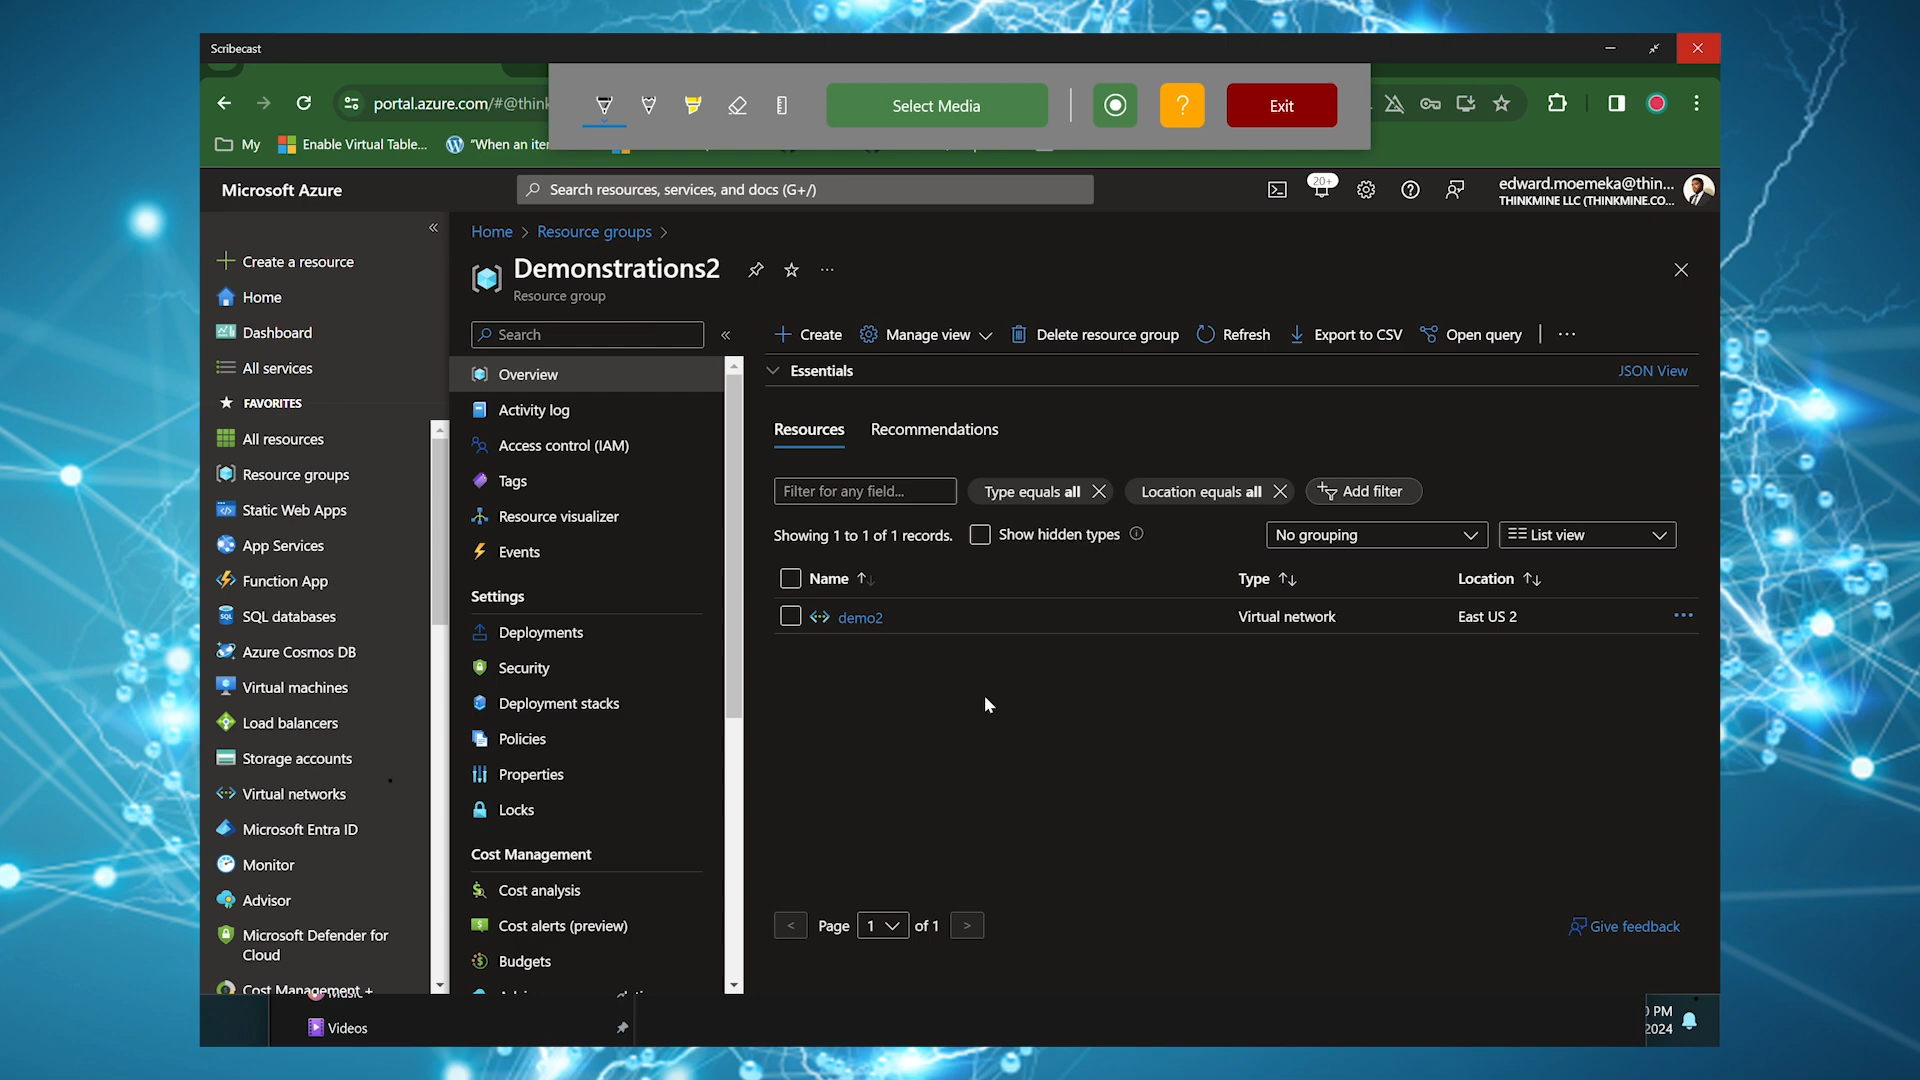 Scribecast
portal.azure.com/#@think
Select Media
?
Exit
My
Enable Virtual Table...
"When an iter
Microsoft Azure
Search resources, services, and docs (G+/)
20+
edward.moemeka@thin...
THINKMINE LLC (THINKMINE.CO...
Create a resource
Home
Dashboard
All services
FAVORITES
All resources
Resource groups
Static Web Apps
App Services
Function App
SQL databases
Azure Cosmos DB
Virtual machines
Load balancers
Storage accounts
Virtual networks
Microsoft Entra ID
Monitor
Advisor
Microsoft Defender for
Cloud
Cost Management +
Home > Resource groups >
Demonstrations2
Resource group
Search
Overview
Activity log
Access control (IAM)
Tags
Resource visualizer
Events
Settings
Deployments
Security
Deployment stacks
Policies
Properties
Locks
Cost Management
Cost analysis
Cost alerts (preview)
Budgets
Create
Manage view
Delete resource group
Refresh
Export to CSV
Open query
Essentials
JSON View
Resources
Recommendations
Filter for any field...
Type equals all
Location equals all
Add filter
Showing 1 to 1 of 1 records.
Show hidden types
No grouping
List view
Name
Type
Location
demo2
Virtual network
East US 2
< Page 1 of 1 >
Give feedback
Videos
PM
2024